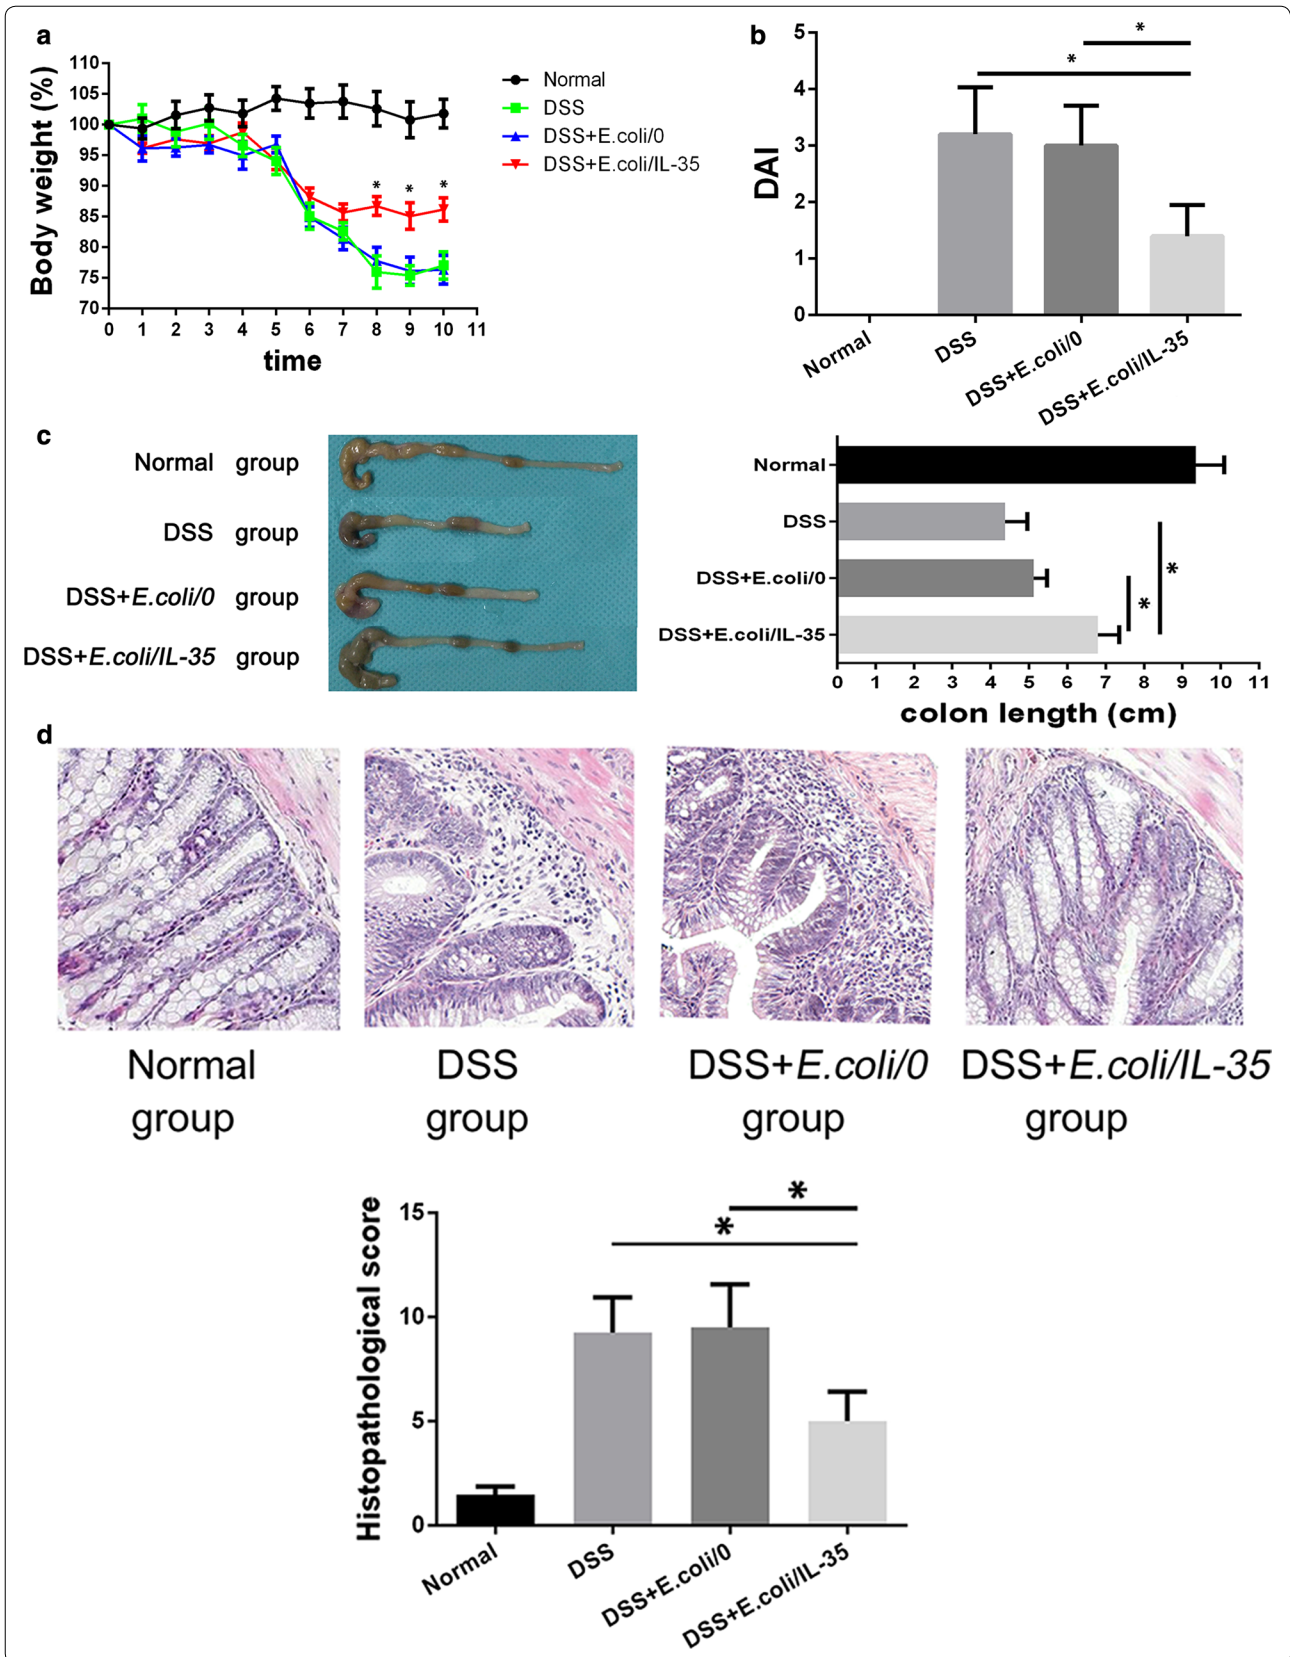 a
110
105
100
95
90
85
80
75
70
Body weight (%)
0 1 2 3 4 5 6 7 8 9 10 11
time
* * *
Normal
DSS
DSS+E.coli/0
DSS+E.coli/IL-35
b
5
4
3
2
1
0
DAI
*
*
Normal
DSS
DSS+E.coli/0
DSS+E.coli/IL-35
c
Normal group
DSS group
DSS+E.coli/0 group
DSS+E.coli/IL-35 group
Normal
DSS
DSS+E.coli/0
DSS+E.coli/IL-35
*
*
0 1 2 3 4 5 6 7 8 9 10 11
colon length (cm)
d
Normal group
DSS group
DSS+E.coli/0 group
DSS+E.coli/IL-35 group
Histopathological score
15
10
5
0
*
*
Normal
DSS
DSS+E.coli/0
DSS+E.coli/IL-35